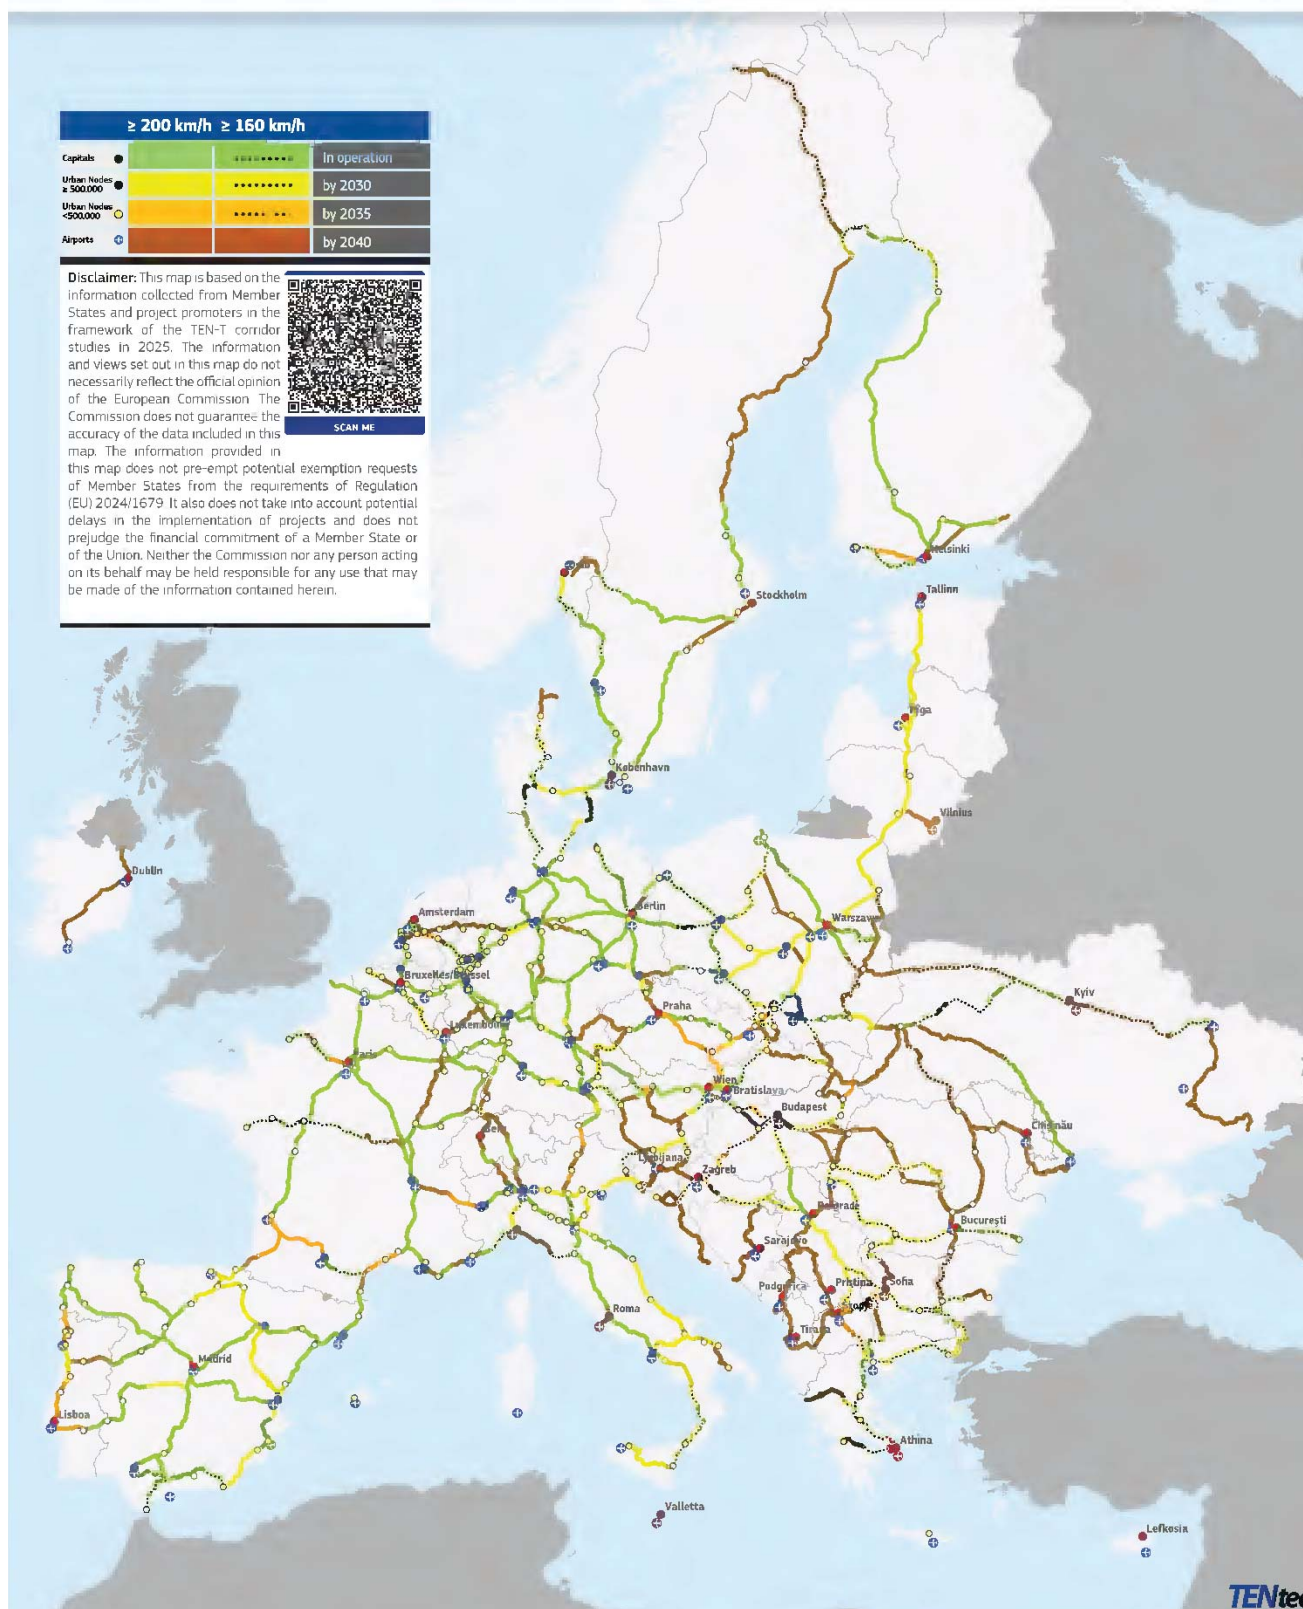 ≥ 200 km/h ≥ 160 km/h
Capitals
In operation
Urban Nodes
≥ 500.000
by 2030
Urban Nodes
<500.000
by 2035
Airports
by 2040
Disclaimer: This map is based on the
information collected from Member
States and project promoters in the
framework of the TEN-T corridor
studies in 2025. The information
and views set out in this map do not
necessarily reflect the official opinion
of the European Commission The
Commission does not guarantee the
accuracy of the data included in this
map. The information provided in
SCAN ME
this map does not pre-empt potential exemption requests
of Member States from the requirements of Regulation
(EU) 2024/1679 It also does not take into account potential
delays in the implementation of projects and does not
prejudge the financial commitment of a Member State or
of the Union. Neither the Commission nor any person acting
on its behalf may be held responsible for any use that may
be made of the information contained herein.
Helsinki
Tallinn
Stockholm
Rīga
København
Vilnius
Dublin
Amsterdam
Berlin
Warszawa
Bruxelles/Brussel
Praha
Kyiv
Luxembourg
Paris
Wien
Bratislava
Budapest
Chișinău
Ljubljana
Zagreb
Belgrade
București
Sarajevo
Podgorica
Pristina
Sofia
Skopje
Roma
Tirana
Madrid
Lisboa
Athina
Valletta
Lefkosia
TENtec